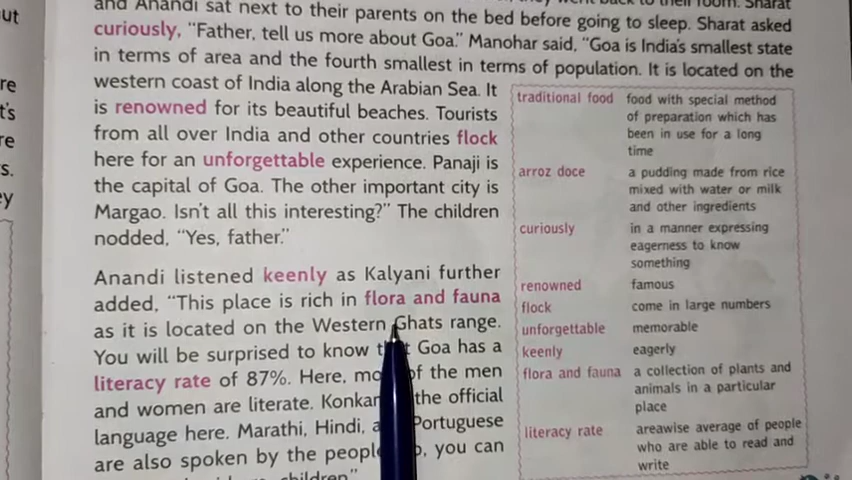 and Anandi sat next to their parents on the bed before going to sleep. Sharat asked
curiously, “Father, tell us more about Goa.” Manohar said, “Goa is India's smallest state
in terms of area and the fourth smallest in terms of population. It is located on the
western coast of India along the Arabian Sea. It
is renowned for its beautiful beaches. Tourists
from all over India and other countries flock
here for an unforgettable experience. Panaji is
the capital of Goa. The other important city is
Margao. Isn't all this interesting?” The children
nodded, “Yes, father.”
Anandi listened keenly as Kalyani further
added, “This place is rich in flora and fauna
as it is located on the Western Ghats range.
You will be surprised to know that Goa has a
literacy rate of 87%. Here, of the men
and women are literate. the official
language here. Marathi, Hindi, Portuguese
are also spoken by the people you can
children”
traditional food food with special method
of preparation which has
been in use for a long
time
arroz doce a pudding made from rice
mixed with water or milk
and other ingredients
curiously in a manner expressing
eagerness to know
something
renowned famous
flock come in large numbers
unforgettable memorable
keenly eagerly
flora and fauna a collection of plants and
animals in a particular
place
literacy rate areawise average of people
who are able to read and
write